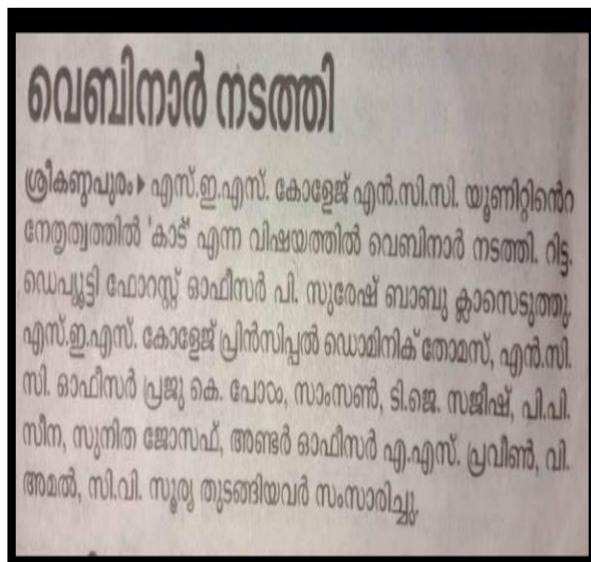 വെബിനാർ നടത്തി
ശ്രീകണ്ഠപുരം▸ എസ്.ഇ.എസ്. കോളേജ് എൻ.സി.സി. യൂണിറ്റിന്റെ
നേതൃത്വത്തിൽ 'കാട്' എന്ന വിഷയത്തിൽ വെബിനാർ നടത്തി. റിട്ട.
ഡെപ്യൂട്ടി ഫോറസ്റ്റ് ഓഫീസർ പി. സുരേഷ് ബാബു ക്ലാസെടുത്തു.
എസ്.ഇ.എസ്. കോളേജ് പ്രിൻസിപ്പൽ ഡൊമിനിക് തോമസ്, എൻ.സി.
സി. ഓഫീസർ പ്രജു കെ. പോഠം, സാംസൺ, ടി.ജെ. സജീഷ്, പി.പി.
സീന, സുനിത ജോസഫ്, അണ്ടർ ഓഫീസർ എ.എസ്. പ്രവീൺ, വി.
അമൽ, സി.വി. സൂര്യ തുടങ്ങിയവർ സംസാരിച്ചു.